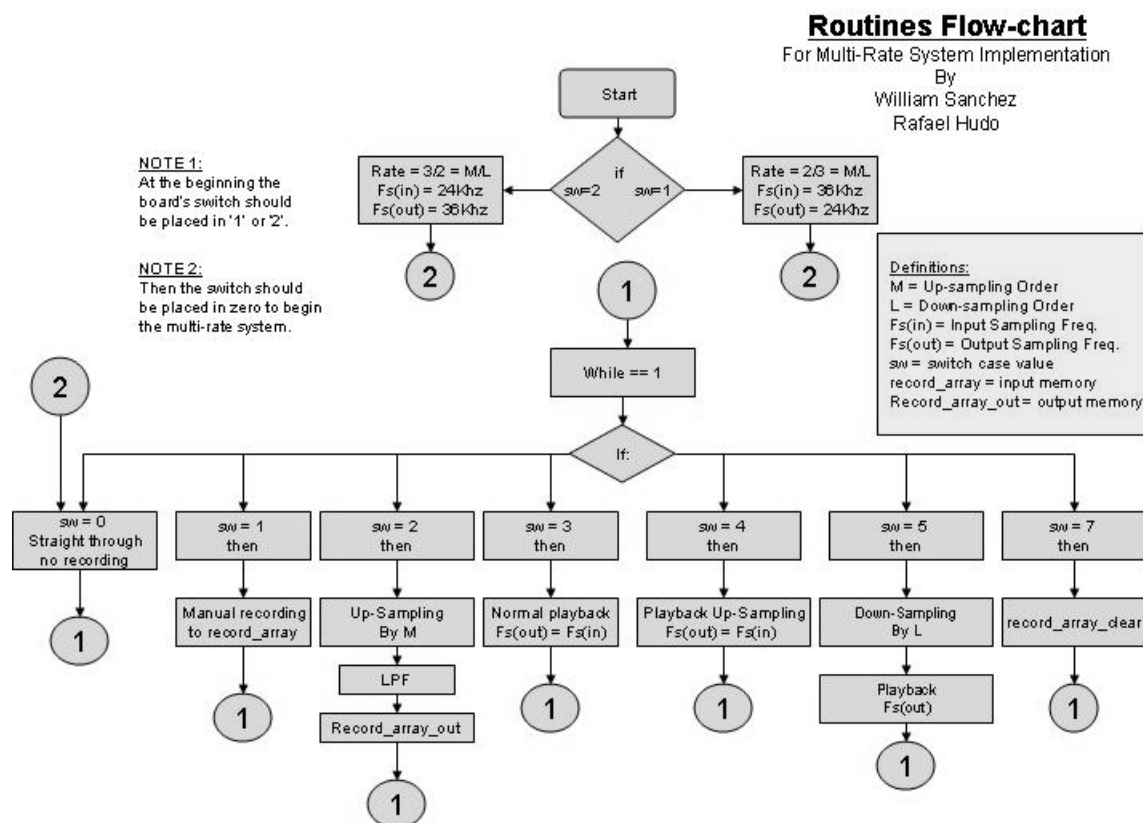 Routines Flow-chart
For Multi-Rate System Implementation
By
William Sanchez
Rafael Hudo
Start
NOTE 1:
At the beginning the
board's switch should
be placed in '1' or '2'.
NOTE 2:
Then the switch should
be placed in zero to begin
the multi-rate system.
Rate = 3/2 = M/L
Fs(in) = 24Khz
Fs(out) = 36Khz
if
sw=2
sw=1
Rate = 2/3 = M/L
Fs(in) = 36Khz
Fs(out) = 24Khz
2
1
2
Definitions:
M = Up-sampling Order
L = Down-sampling Order
Fs(in) = Input Sampling Freq.
Fs(out) = Output Sampling Freq.
sw = switch case value
record_array = input memory
Record_array_out = output memory
While == 1
2
If:
sw = 0
Straight through
no recording
1
sw = 1
then
Manual recording
to record_array
1
sw = 2
then
Up-Sampling
By M
LPF
Record_array_out
1
sw = 3
then
Normal playback
Fs(out) = Fs(in)
1
sw = 4
then
Playback Up-Sampling
Fs(out) = Fs(in)
1
sw = 5
then
Down-Sampling
By L
Playback
Fs(out)
1
sw = 7
then
record_array_clear
1